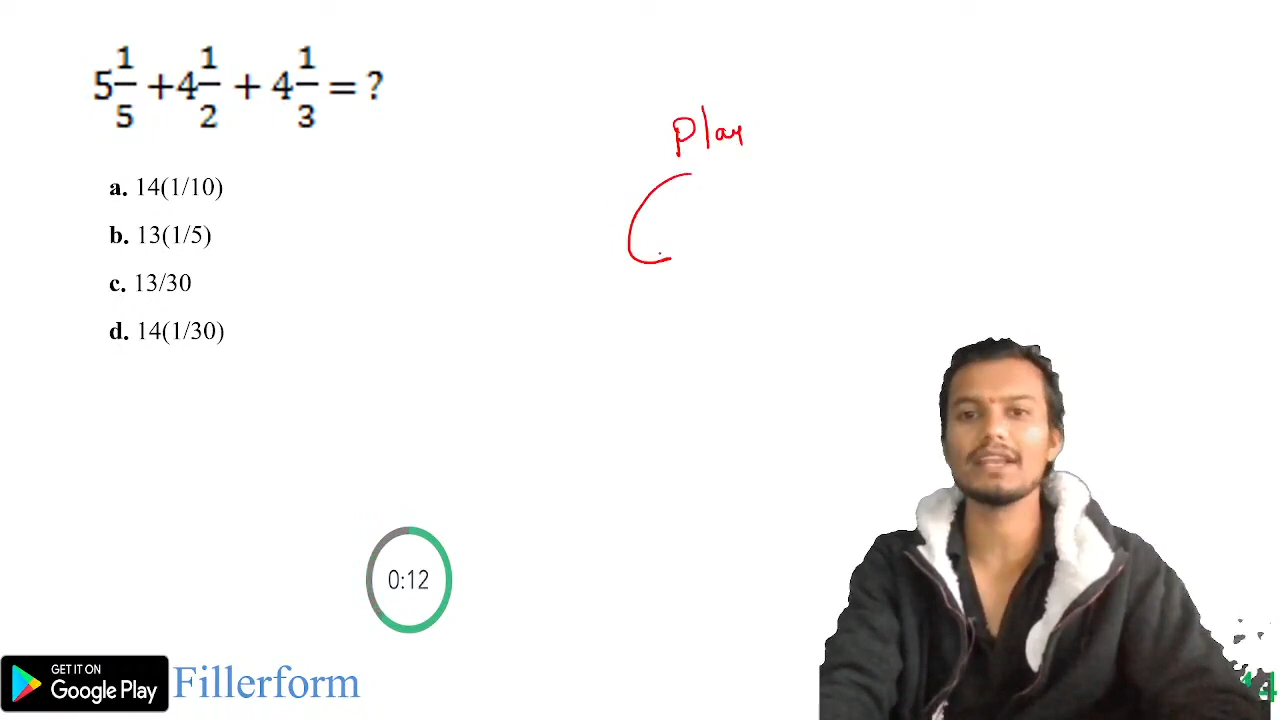 5 1/5 + 4 1/2 + 4 1/3 = ?
a. 14(1/10)
b. 13(1/5)
c. 13/30
d. 14(1/30)
Play
0:12
GET IT ON
Google Play
Fillerform